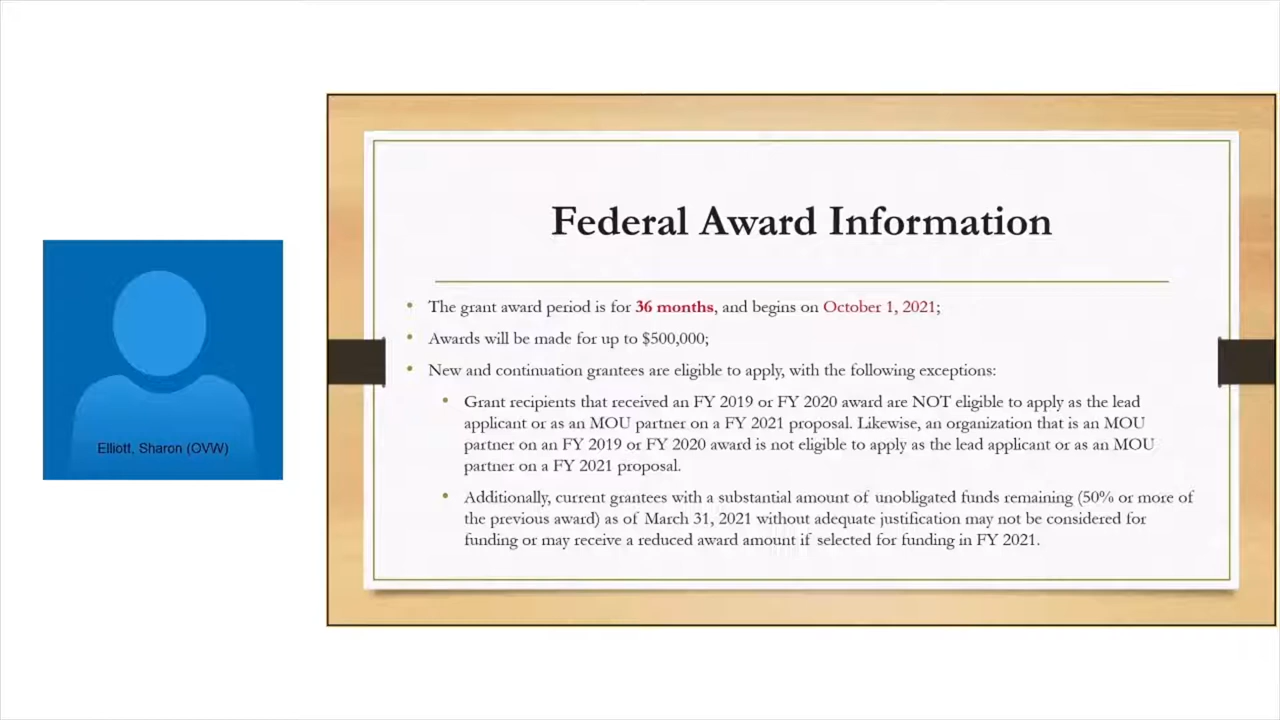 Federal Award Information
• The grant award period is for 36 months, and begins on October 1, 2021;
• Awards will be made for up to $500,000;
• New and continuation grantees are eligible to apply, with the following exceptions:
• Grant recipients that received an FY 2019 or FY 2020 award are NOT eligible to apply as the lead
applicant or as an MOU partner on a FY 2021 proposal. Likewise, an organization that is an MOU
partner on an FY 2019 or FY 2020 award is not eligible to apply as the lead applicant or as an MOU
partner on a FY 2021 proposal.
• Additionally, current grantees with a substantial amount of unobligated funds remaining (50% or more of
the previous award) as of March 31, 2021 without adequate justification may not be considered for
funding or may receive a reduced award amount if selected for funding in FY 2021.
Elliott, Sharon (OVW)